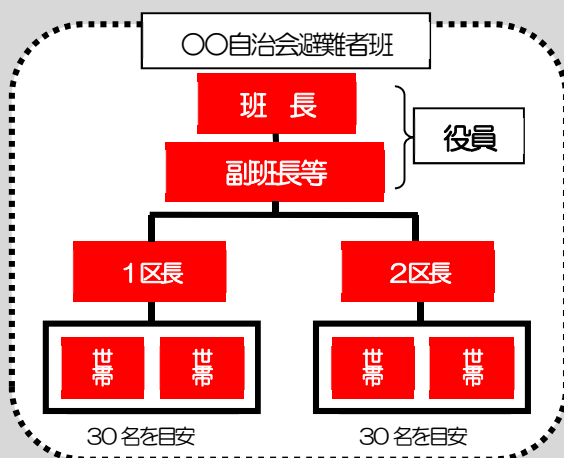 〇〇自治会避難者班
班 長
役員
副班長等
1区長
2区長
世帯
世帯
世帯
世帯
30名を目安
30名を目安